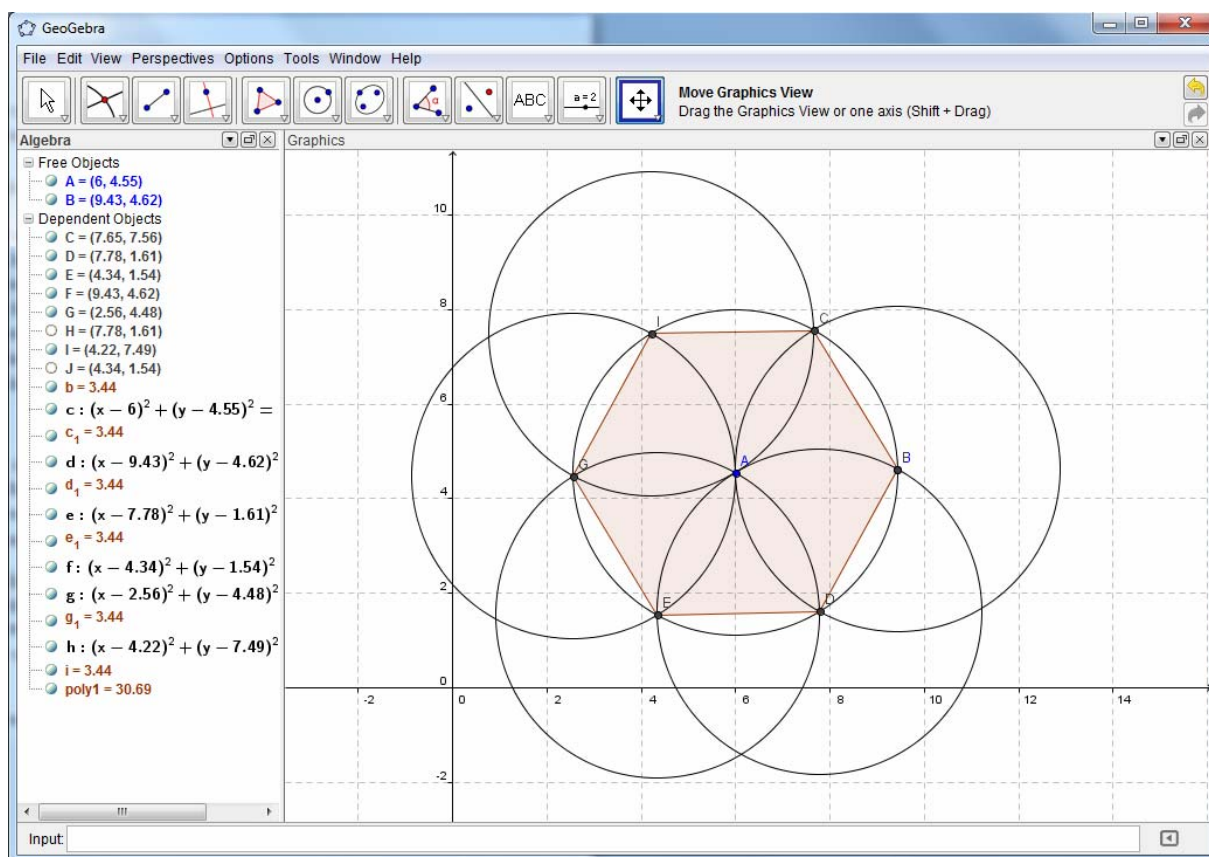 GeoGebra
File Edit View Perspectives Options Tools Window Help
ABC
a = 2
α
Move Graphics View
Drag the Graphics View or one axis (Shift + Drag)
Algebra
Free Objects
A = (6, 4.55)
B = (9.43, 4.62)
Dependent Objects
C = (7.65, 7.56)
D = (7.78, 1.61)
E = (4.34, 1.54)
F = (9.43, 4.62)
G = (2.56, 4.48)
H = (7.78, 1.61)
I = (4.22, 7.49)
J = (4.34, 1.54)
b = 3.44
c : (x − 6)² + (y − 4.55)² =
c₁ = 3.44
d : (x − 9.43)² + (y − 4.62)²
d₁ = 3.44
e : (x − 7.78)² + (y − 1.61)²
e₁ = 3.44
f : (x − 4.34)² + (y − 1.54)²
g : (x − 2.56)² + (y − 4.48)²
g₁ = 3.44
h : (x − 4.22)² + (y − 7.49)²
i = 3.44
poly1 = 30.69
Graphics
10
8
I
C
6
G
A
B
4
2
E
D
0
-2 0 2 4 6 8 10 12 14
-2
Input: